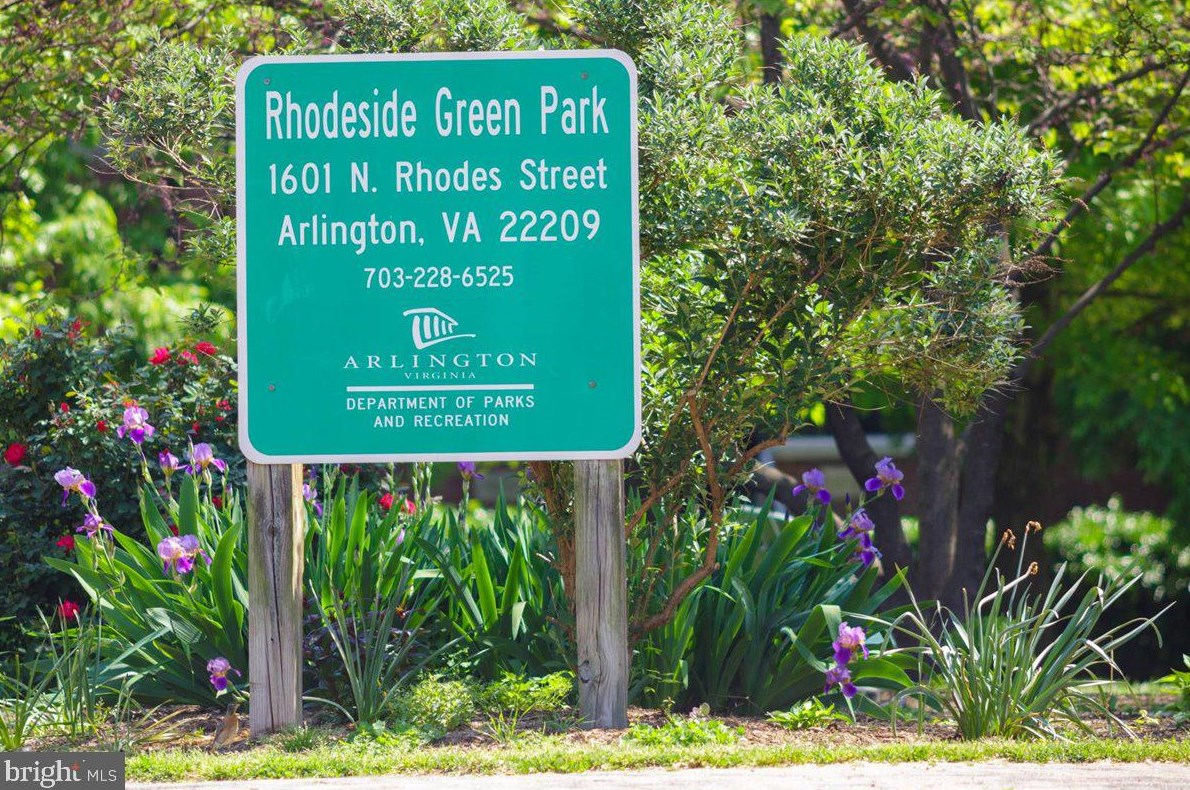 Rhodeside Green Park
1601 N. Rhodes Street
Arlington, VA 22209
703-228-6525
ARLINGTON
VIRGINIA
DEPARTMENT OF PARKS
AND RECREATION
bright MLS